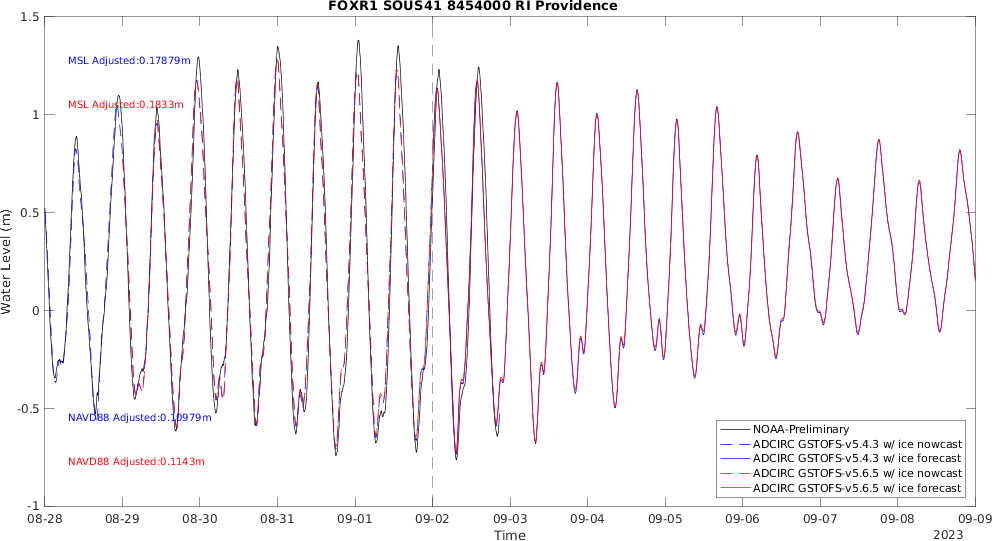 FOXR1 SOUS41 8454000 RI Providence
1.5
1
0.5
0
-0.5
-1
Water Level (m)
MSL Adjusted:0.17879m
MSL Adjusted:0.1833m
NAVD88 Adjusted:0.10979m
NAVD88 Adjusted:0.1143m
NOAA-Preliminary
ADCIRC GSTOFS-v5.4.3 w/ ice nowcast
ADCIRC GSTOFS-v5.4.3 w/ ice forecast
ADCIRC GSTOFS-v5.6.5 w/ ice nowcast
ADCIRC GSTOFS-v5.6.5 w/ ice forecast
08-28 08-29 08-30 08-31 09-01 09-02 09-03 09-04 09-05 09-06 09-07 09-08 09-09
Time
2023